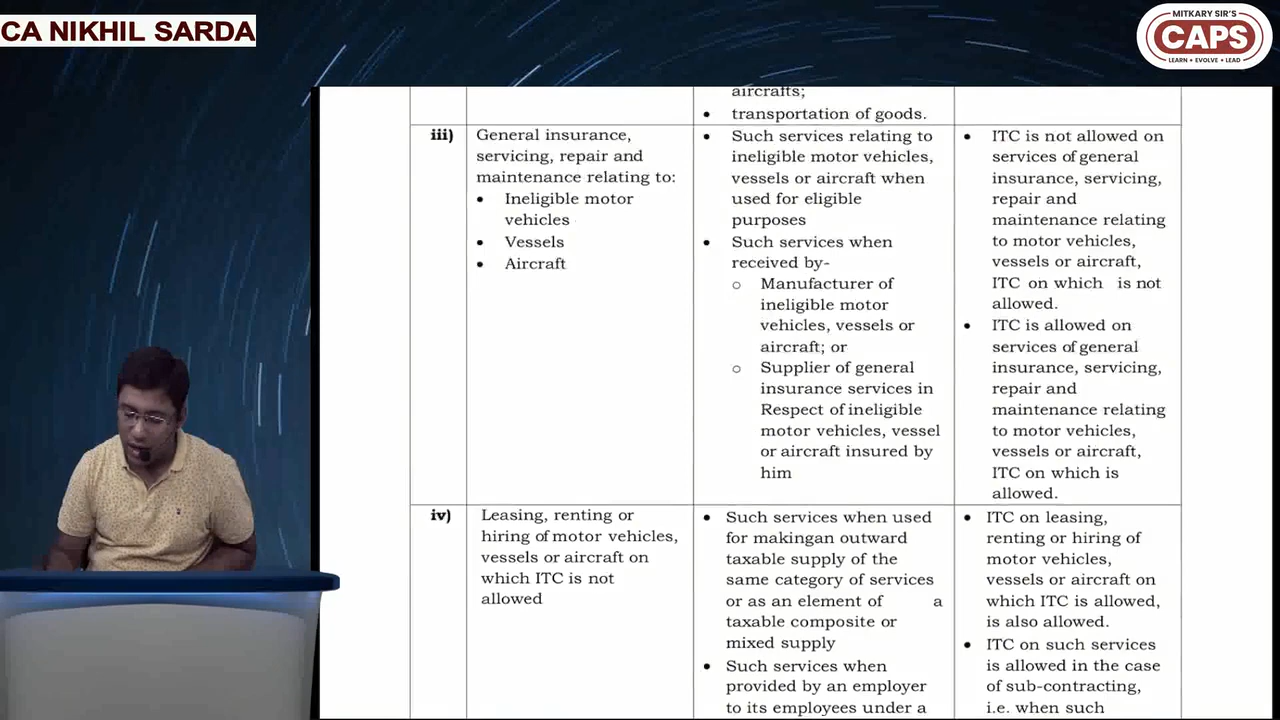 CA NIKHIL SARDA
MITKARY SIR'S
CAPS
LEARN • EVOLVE • LEAD
aircrafts;
• transportation of goods.
iii)
General insurance,
servicing, repair and
maintenance relating to:
• Ineligible motor
vehicles
• Vessels
• Aircraft
• Such services relating to
ineligible motor vehicles,
vessels or aircraft when
used for eligible
purposes
• Such services when
received by-
o Manufacturer of
ineligible motor
vehicles, vessels or
aircraft; or
o Supplier of general
insurance services in
Respect of ineligible
motor vehicles, vessel
or aircraft insured by
him
• ITC is not allowed on
services of general
insurance, servicing,
repair and
maintenance relating
to motor vehicles,
vessels or aircraft,
ITC on which is not
allowed.
• ITC is allowed on
services of general
insurance, servicing,
repair and
maintenance relating
to motor vehicles,
vessels or aircraft,
ITC on which is
allowed.
iv)
Leasing, renting or
hiring of motor vehicles,
vessels or aircraft on
which ITC is not
allowed
• Such services when used
for makingan outward
taxable supply of the
same category of services
or as an element of a
taxable composite or
mixed supply
• Such services when
provided by an employer
to its employees under a
• ITC on leasing,
renting or hiring of
motor vehicles,
vessels or aircraft on
which ITC is allowed,
is also allowed.
• ITC on such services
is allowed in the case
of sub-contracting,
i.e. when such